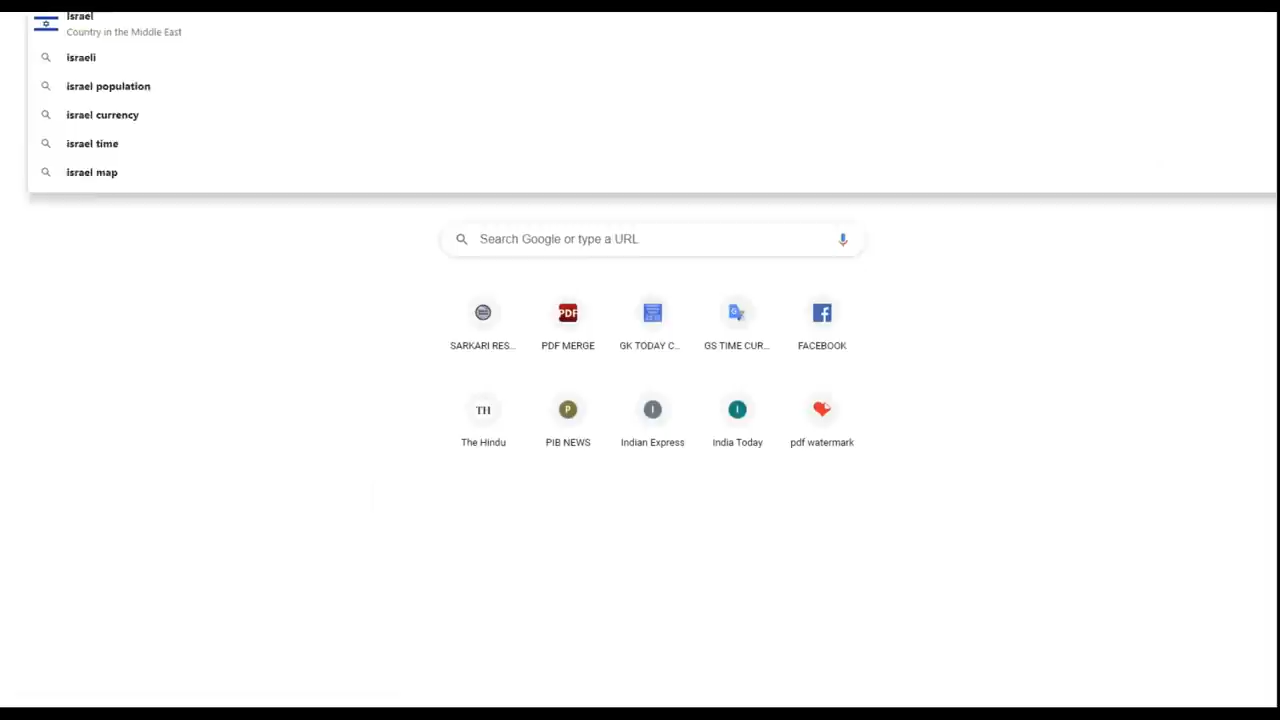 Israel
Country in the Middle East
israeli
israel population
israel currency
israel time
israel map
Search Google or type a URL
PDF
SARKARI RES...
PDF MERGE
GK TODAY C...
GS TIME CUR...
FACEBOOK
TH
P
I
I
The Hindu
PIB NEWS
Indian Express
India Today
pdf watermark